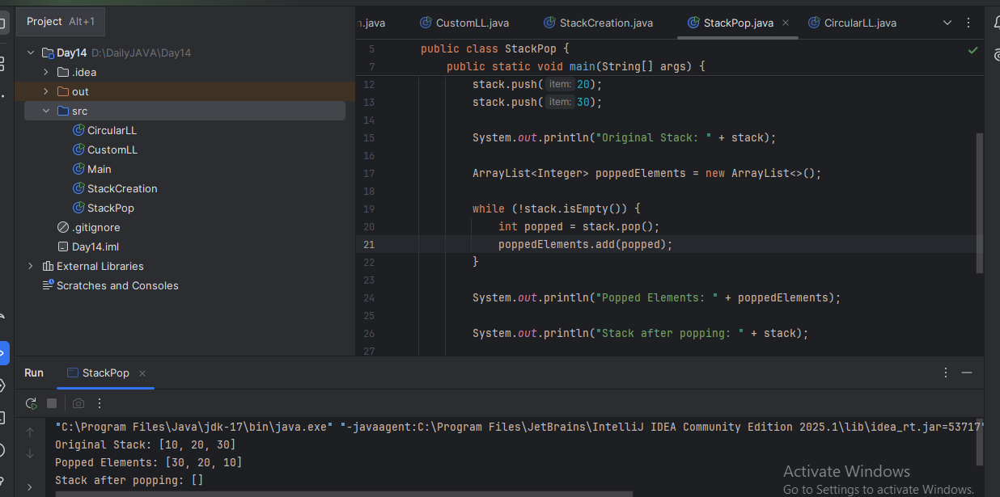 Project Alt+1
Day14 D:\DailyJAVA\Day14
.idea
out
src
CircularLL
CustomLL
Main
StackCreation
StackPop
.gitignore
Day14.iml
External Libraries
Scratches and Consoles
n.java CustomLL.java StackCreation.java StackPop.java CircularLL.java
5 public class StackPop {
7 public static void main(String[] args) {
12 stack.push( item: 20);
13 stack.push( item: 30);
14
15 System.out.println("Original Stack: " + stack);
16
17 ArrayList<Integer> poppedElements = new ArrayList<>();
18
19 while (!stack.isEmpty()) {
20 int popped = stack.pop();
21 poppedElements.add(popped);
22 }
23
24 System.out.println("Popped Elements: " + poppedElements);
25
26 System.out.println("Stack after popping: " + stack);
27
Run StackPop
"C:\Program Files\Java\jdk-17\bin\java.exe" "-javaagent:C:\Program Files\JetBrains\IntelliJ IDEA Community Edition 2025.1\lib\idea_rt.jar=53717"
Original Stack: [10, 20, 30]
Popped Elements: [30, 20, 10]
Stack after popping: []
Activate Windows
Go to Settings to activate Windows.